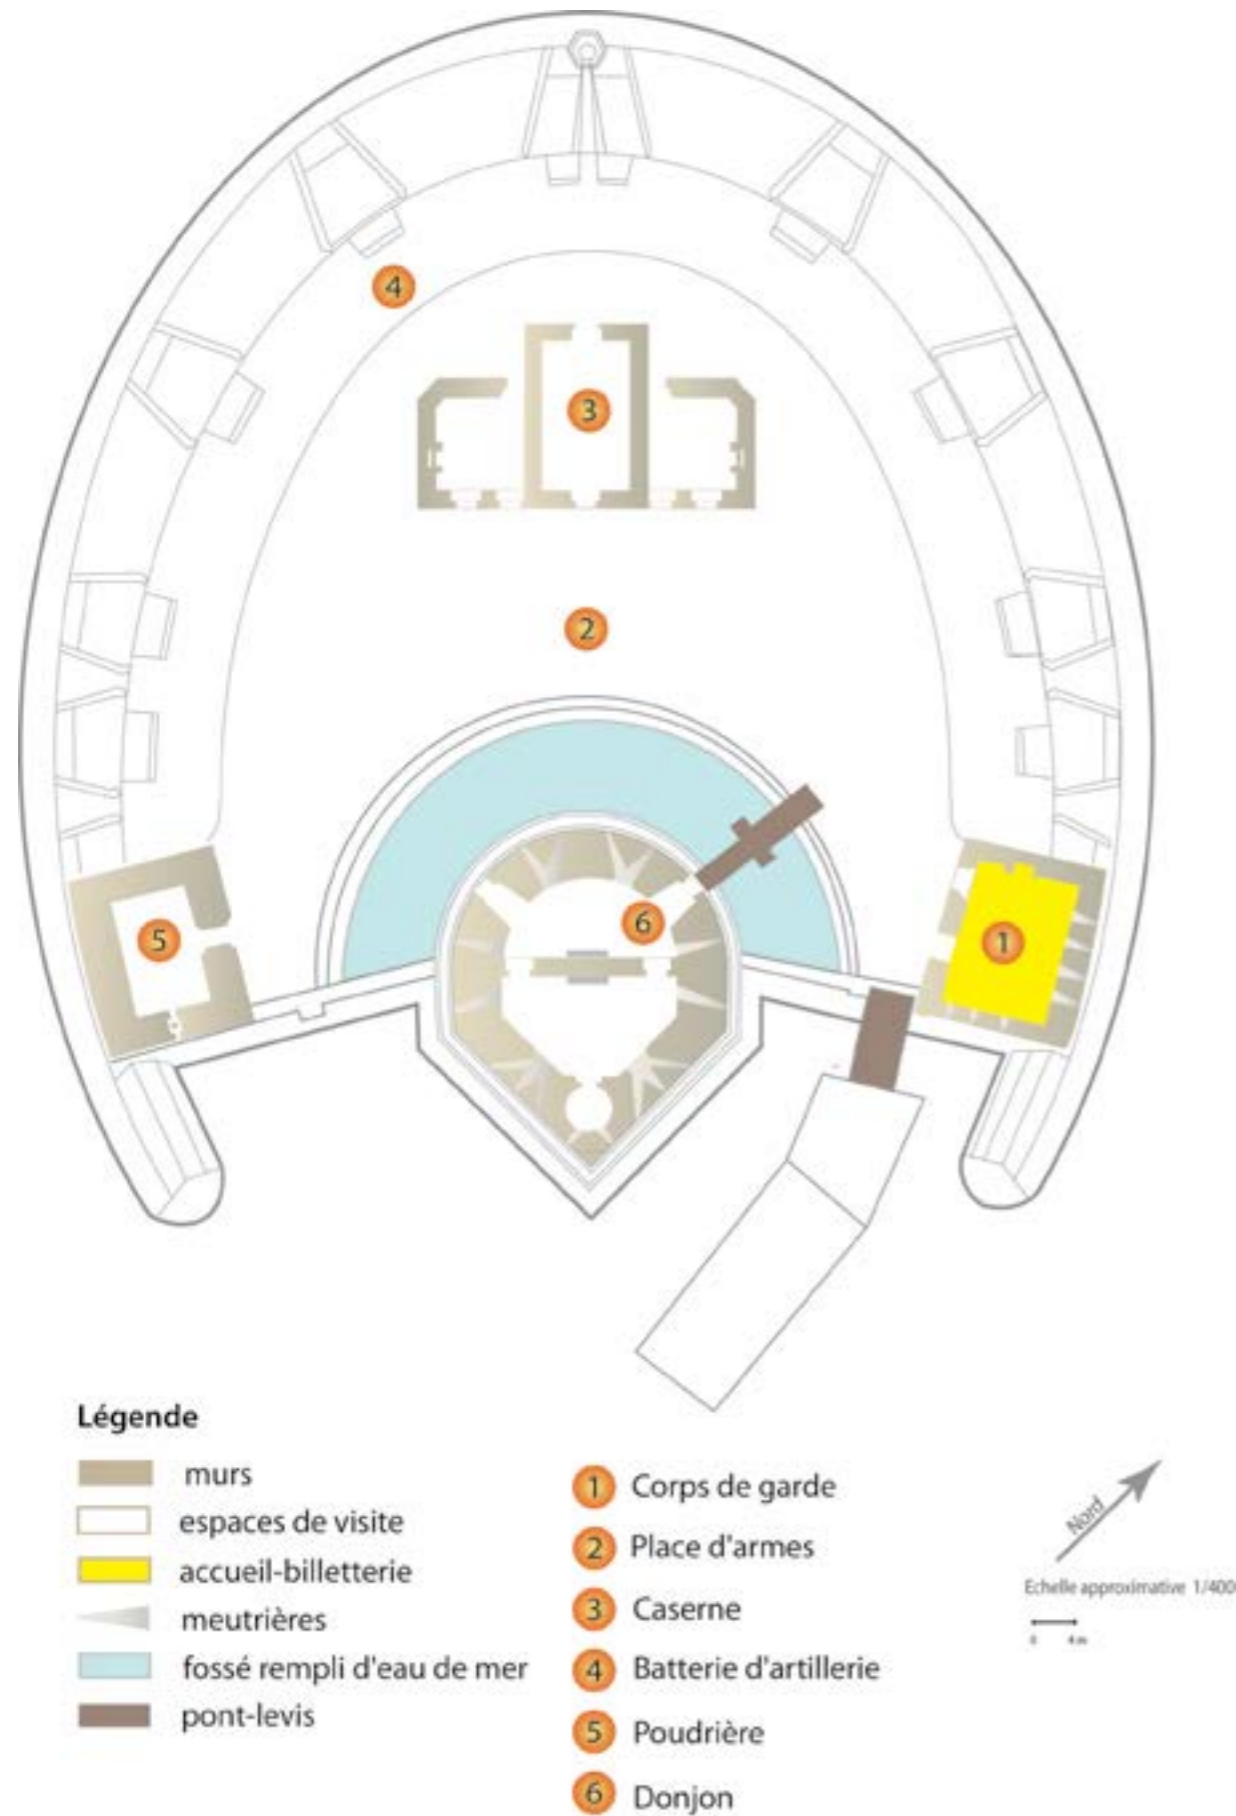 4
3
2
6
5
1
Légende
murs
espaces de visite
accueil-billetterie
meutrières
fossé rempli d'eau de mer
pont-levis
1 Corps de garde
2 Place d'armes
3 Caserne
4 Batterie d'artillerie
5 Poudrière
6 Donjon
Nord
Echelle approximative 1/400
0 4m